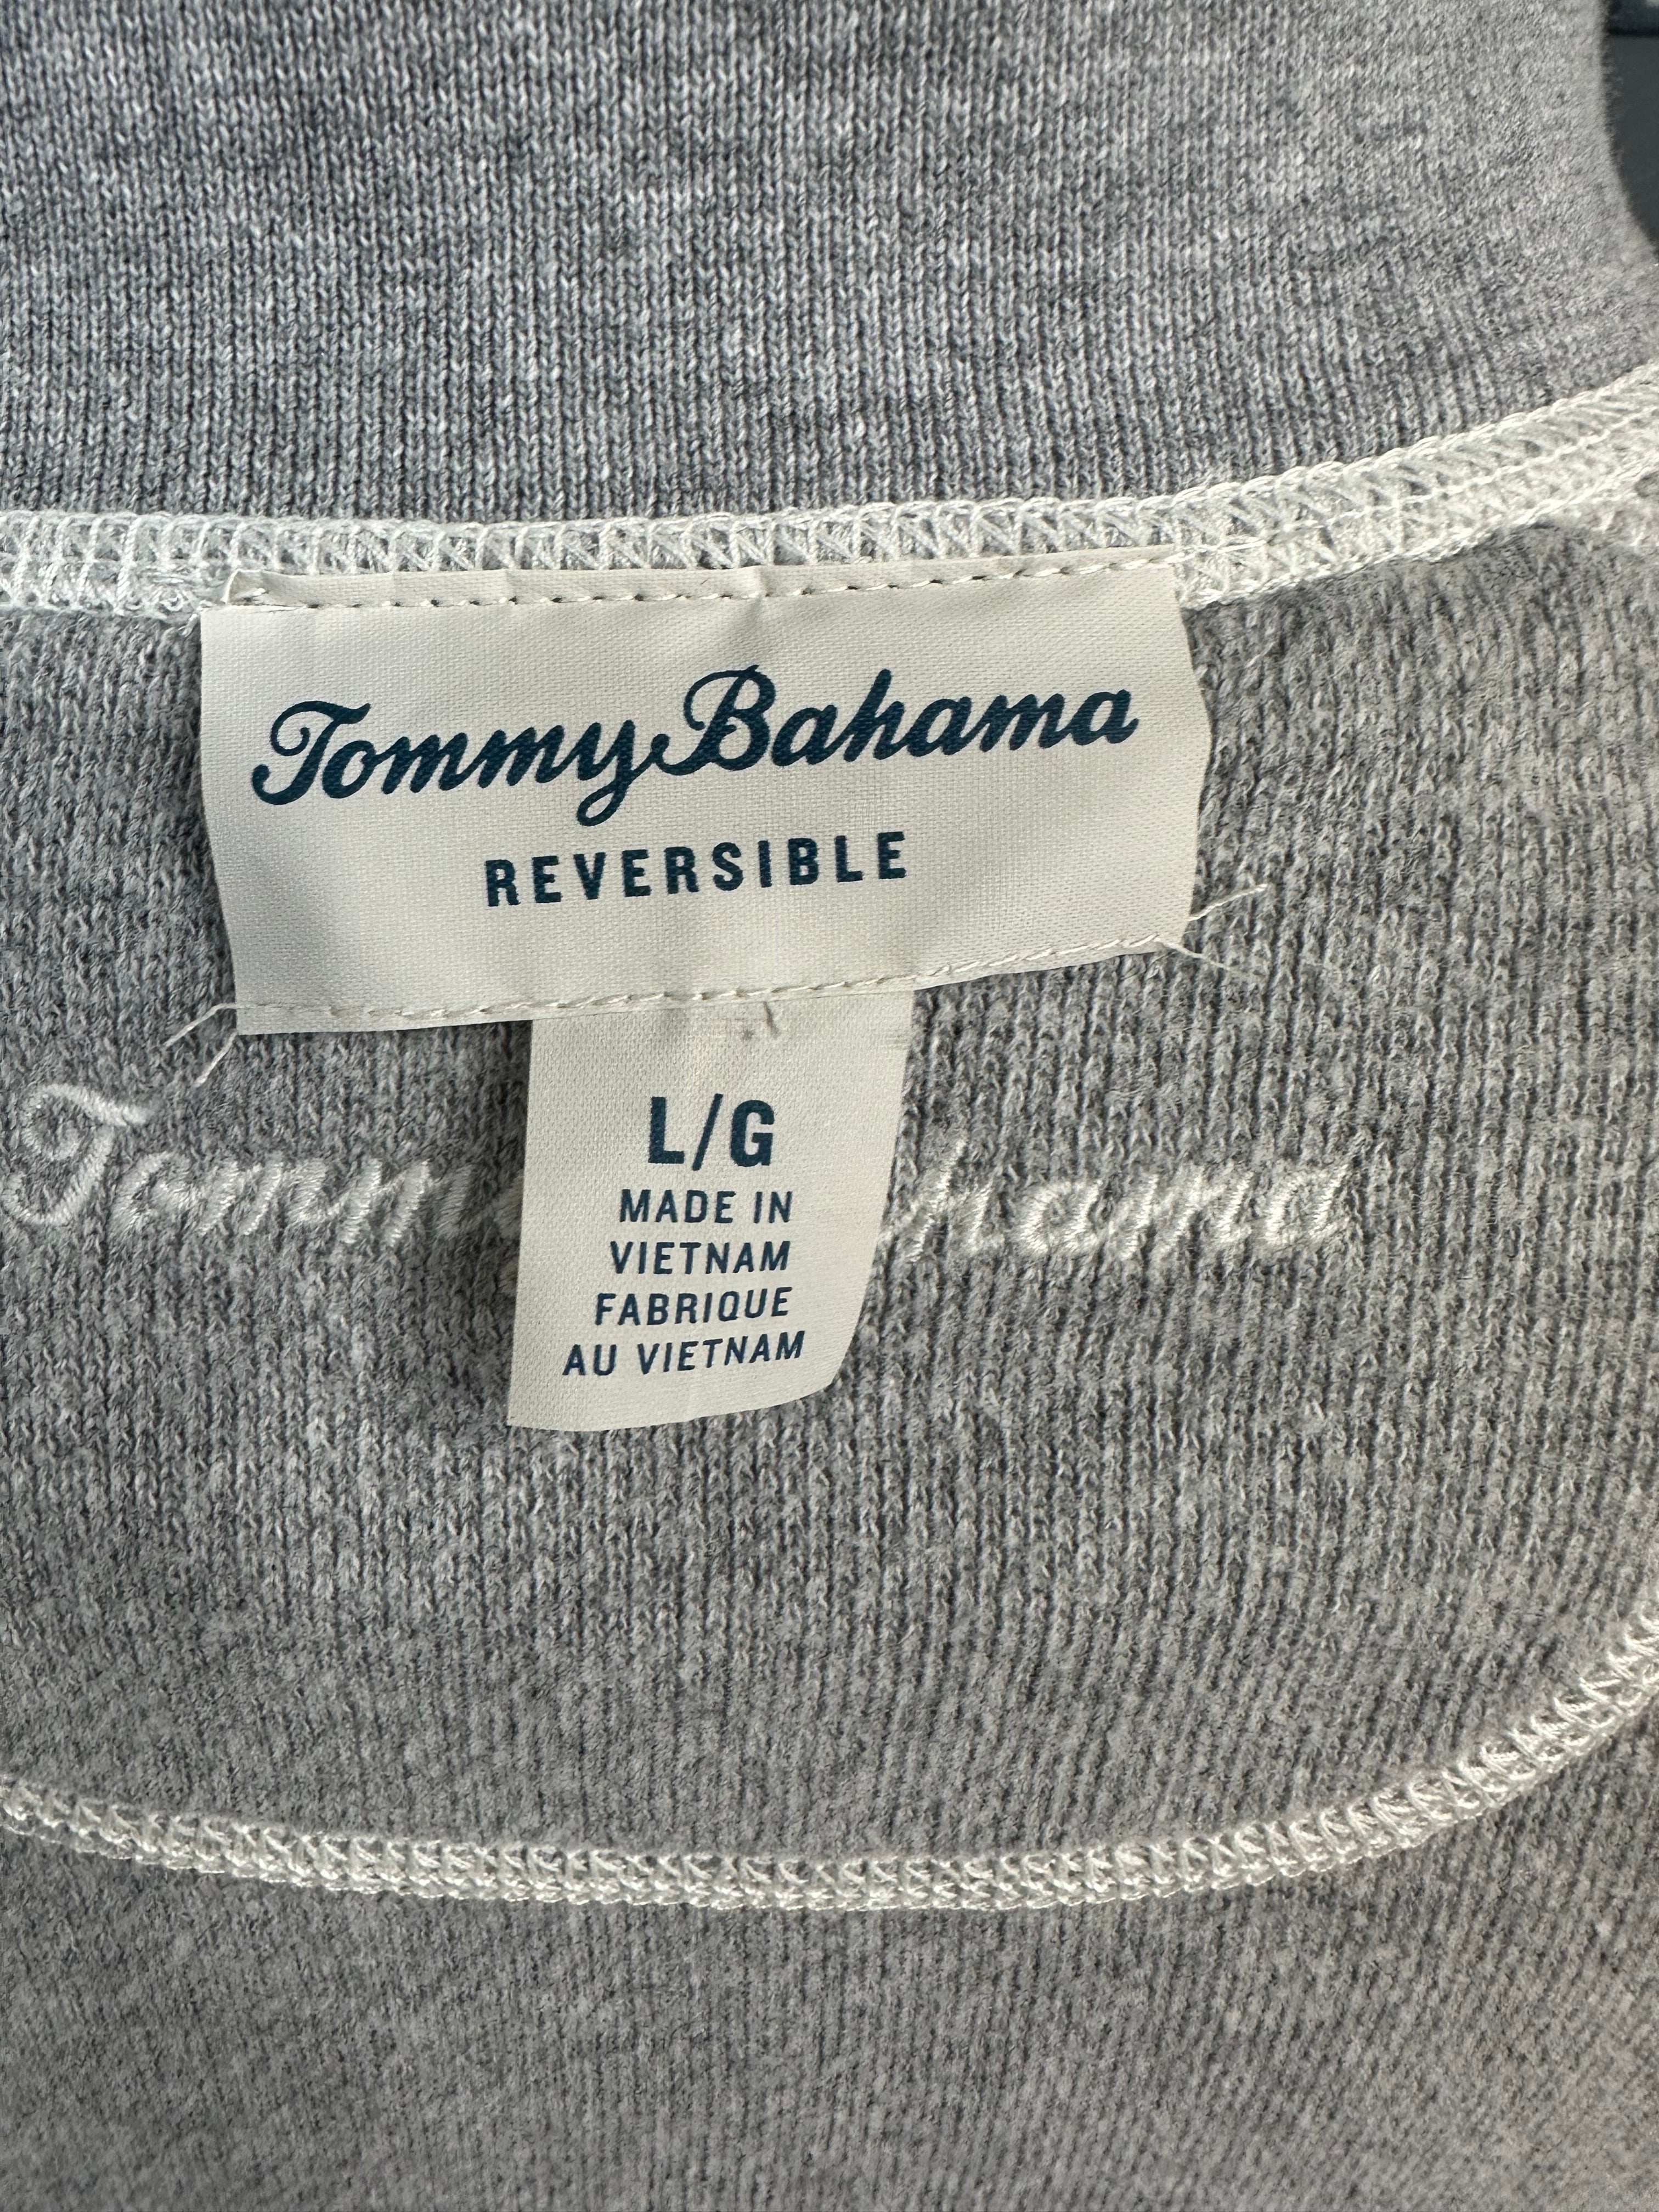 Tommy Bahama
REVERSIBLE
L/G
MADE IN
VIETNAM
FABRIQUE
AU VIETNAM